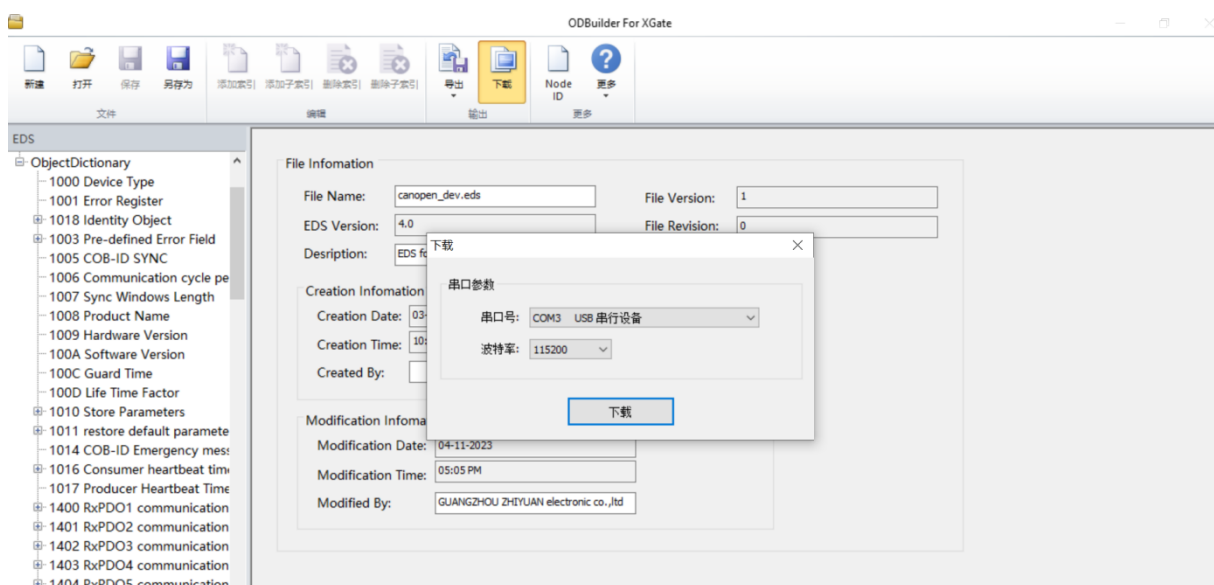 ODBuilder For XGate
新建 打开 保存 另存为 添加索引 添加子索引 删除索引 删除子索引 导出 下载 Node ID 更多
文件 编辑 输出 更多
EDS
ObjectDictionary
1000 Device Type
1001 Error Register
1018 Identity Object
1003 Pre-defined Error Field
1005 COB-ID SYNC
1006 Communication cycle pe
1007 Sync Windows Length
1008 Product Name
1009 Hardware Version
100A Software Version
100C Guard Time
100D Life Time Factor
1010 Store Parameters
1011 restore default paramete
1014 COB-ID Emergency mess
1016 Consumer heartbeat time
1017 Producer Heartbeat Time
1400 RxPDO1 communication
1401 RxPDO2 communication
1402 RxPDO3 communication
1403 RxPDO4 communication
1404 RxPDO5 communication
File Infomation
File Name: canopen_dev.eds File Version: 1
EDS Version: 4.0 File Revision: 0
Desription: EDS fo
Creation Infomation
Creation Date: 03-
Creation Time: 10:
Created By:
Modification Infoma
Modification Date: 04-11-2023
Modification Time: 05:05 PM
Modified By: GUANGZHOU ZHIYUAN electronic co.,ltd
下载
串口参数
串口号: COM3 USB 串行设备
波特率: 115200
下载